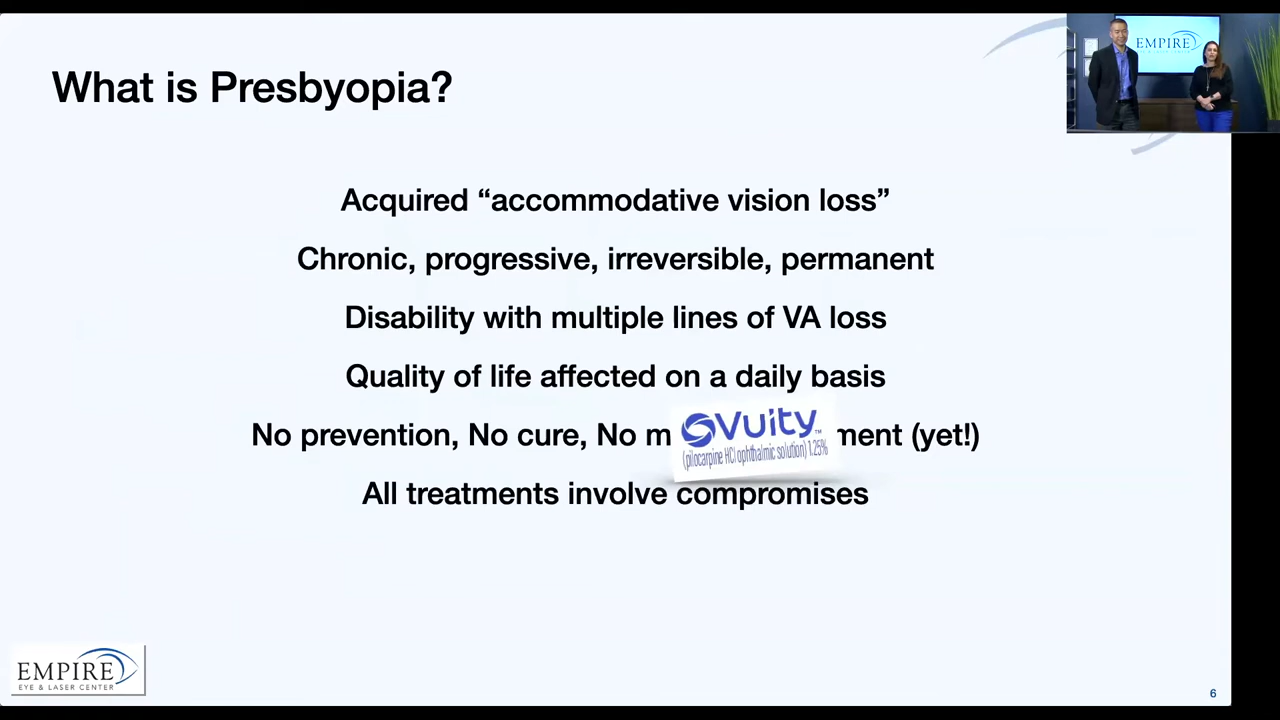 EMPIRE
What is Presbyopia?
Acquired “accommodative vision loss”
Chronic, progressive, irreversible, permanent
Disability with multiple lines of VA loss
Quality of life affected on a daily basis
Vuity™
No prevention, No cure, No m ment (yet!)
(pilocarpine HCl ophthalmic solution) 1.25%
All treatments involve compromises
EMPIRE
EYE & LASER CENTER
6